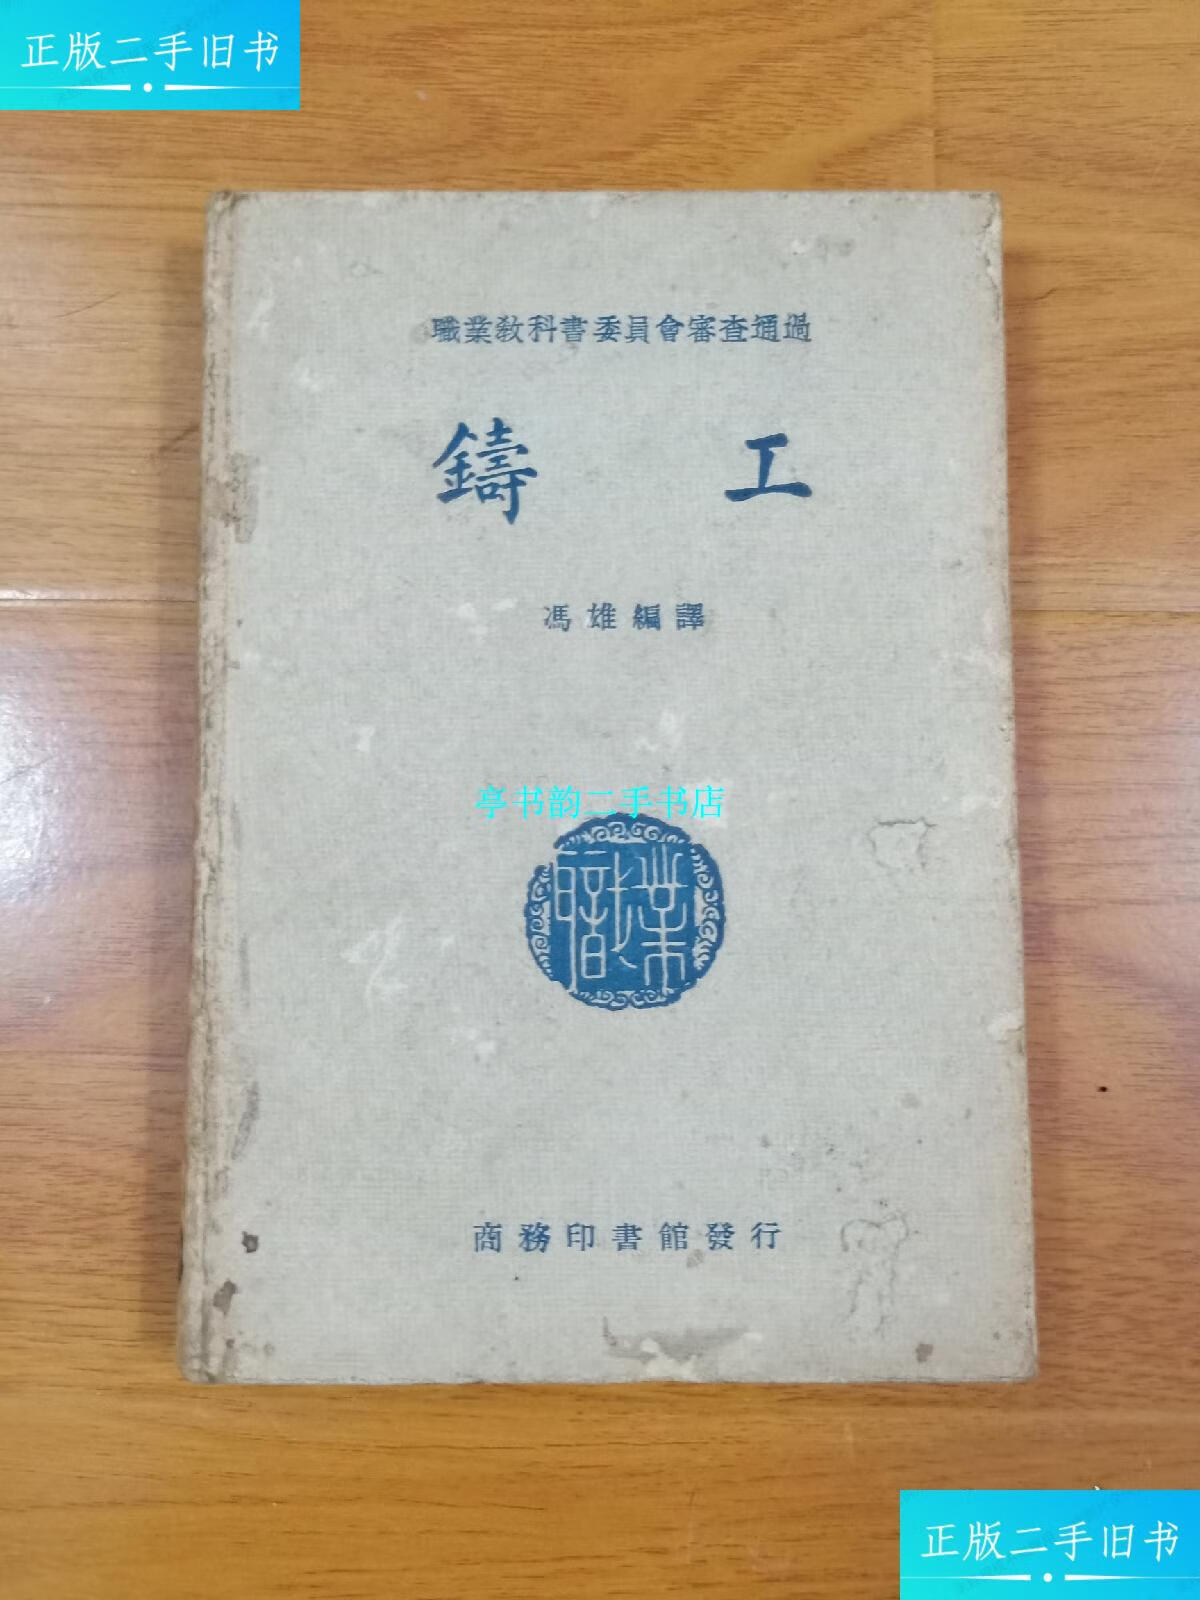 正版二手旧书
職業教科書委員會審查通過
鑄工
馮雄編譯
亭书韵二手书店
職業
商務印書館發行
正版二手旧书